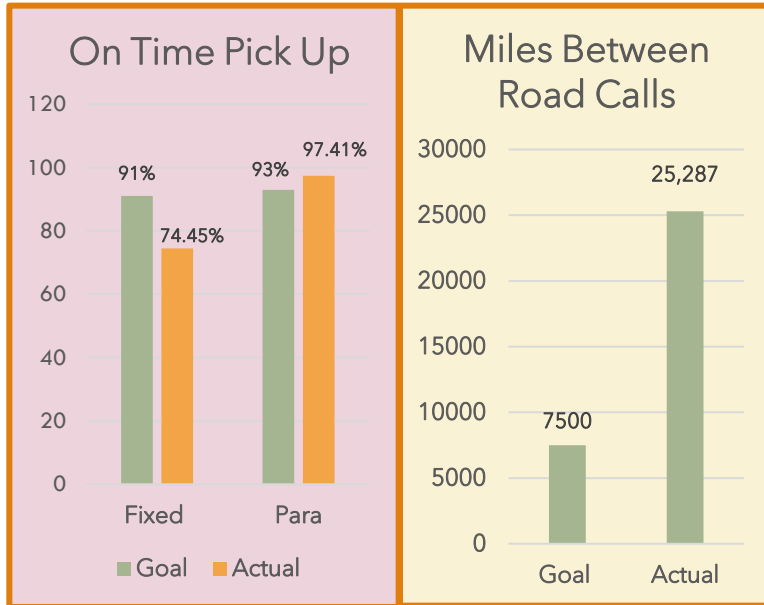 On Time Pick Up
120
100
80
60
40
20
0
91%
74.45%
93%
97.41%
Fixed
Para
Goal
Actual
Miles Between
Road Calls
30000
25000
20000
15000
10000
5000
0
7500
25,287
Goal
Actual